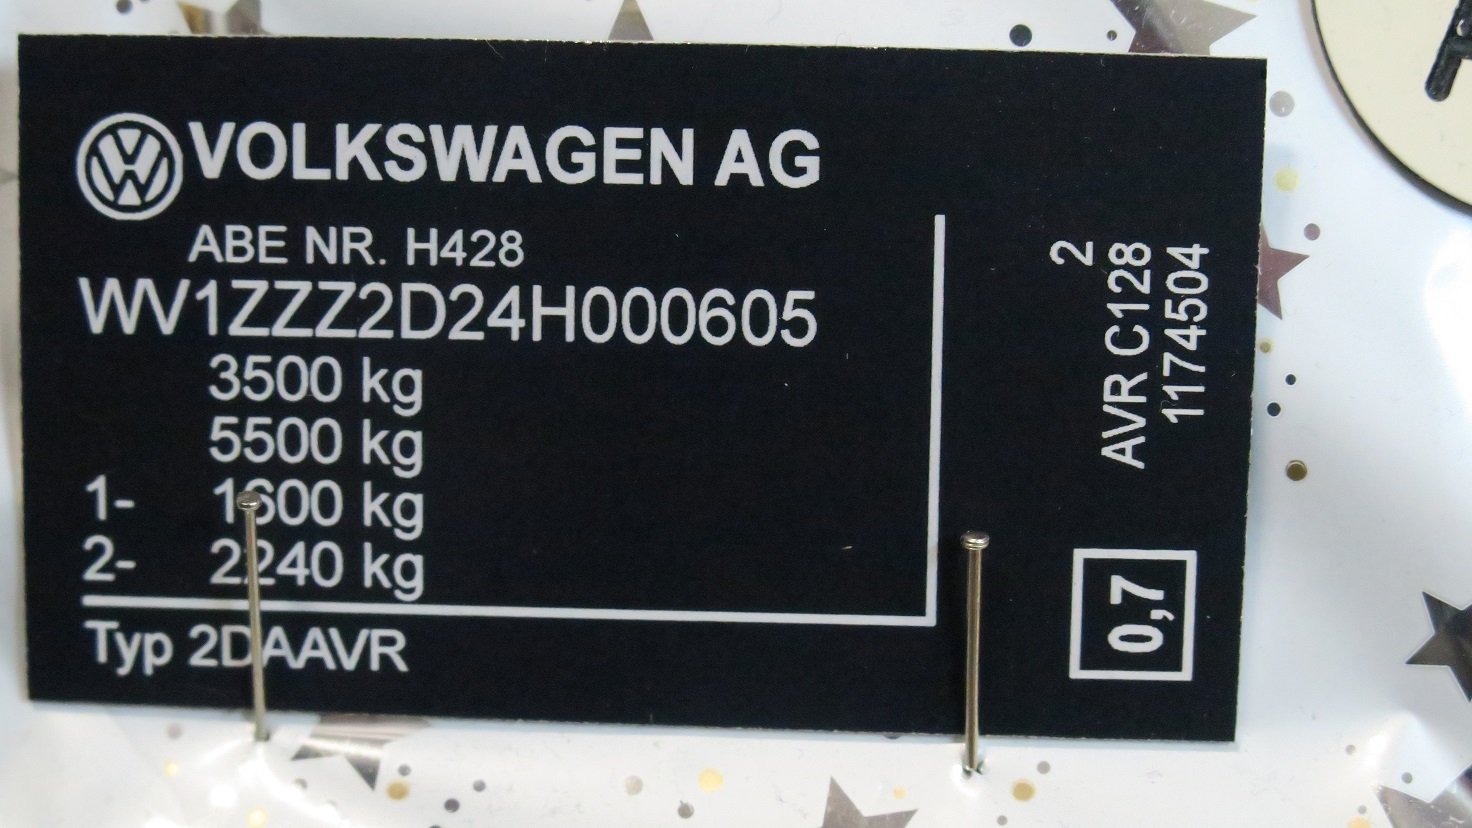 VOLKSWAGEN AG
ABE NR. H428
WV1ZZZ2D24H000605
3500 kg
5500 kg
1- 1600 kg
2- 2240 kg
Typ 2DAAVR
2
AVR C128
1174504
0,7